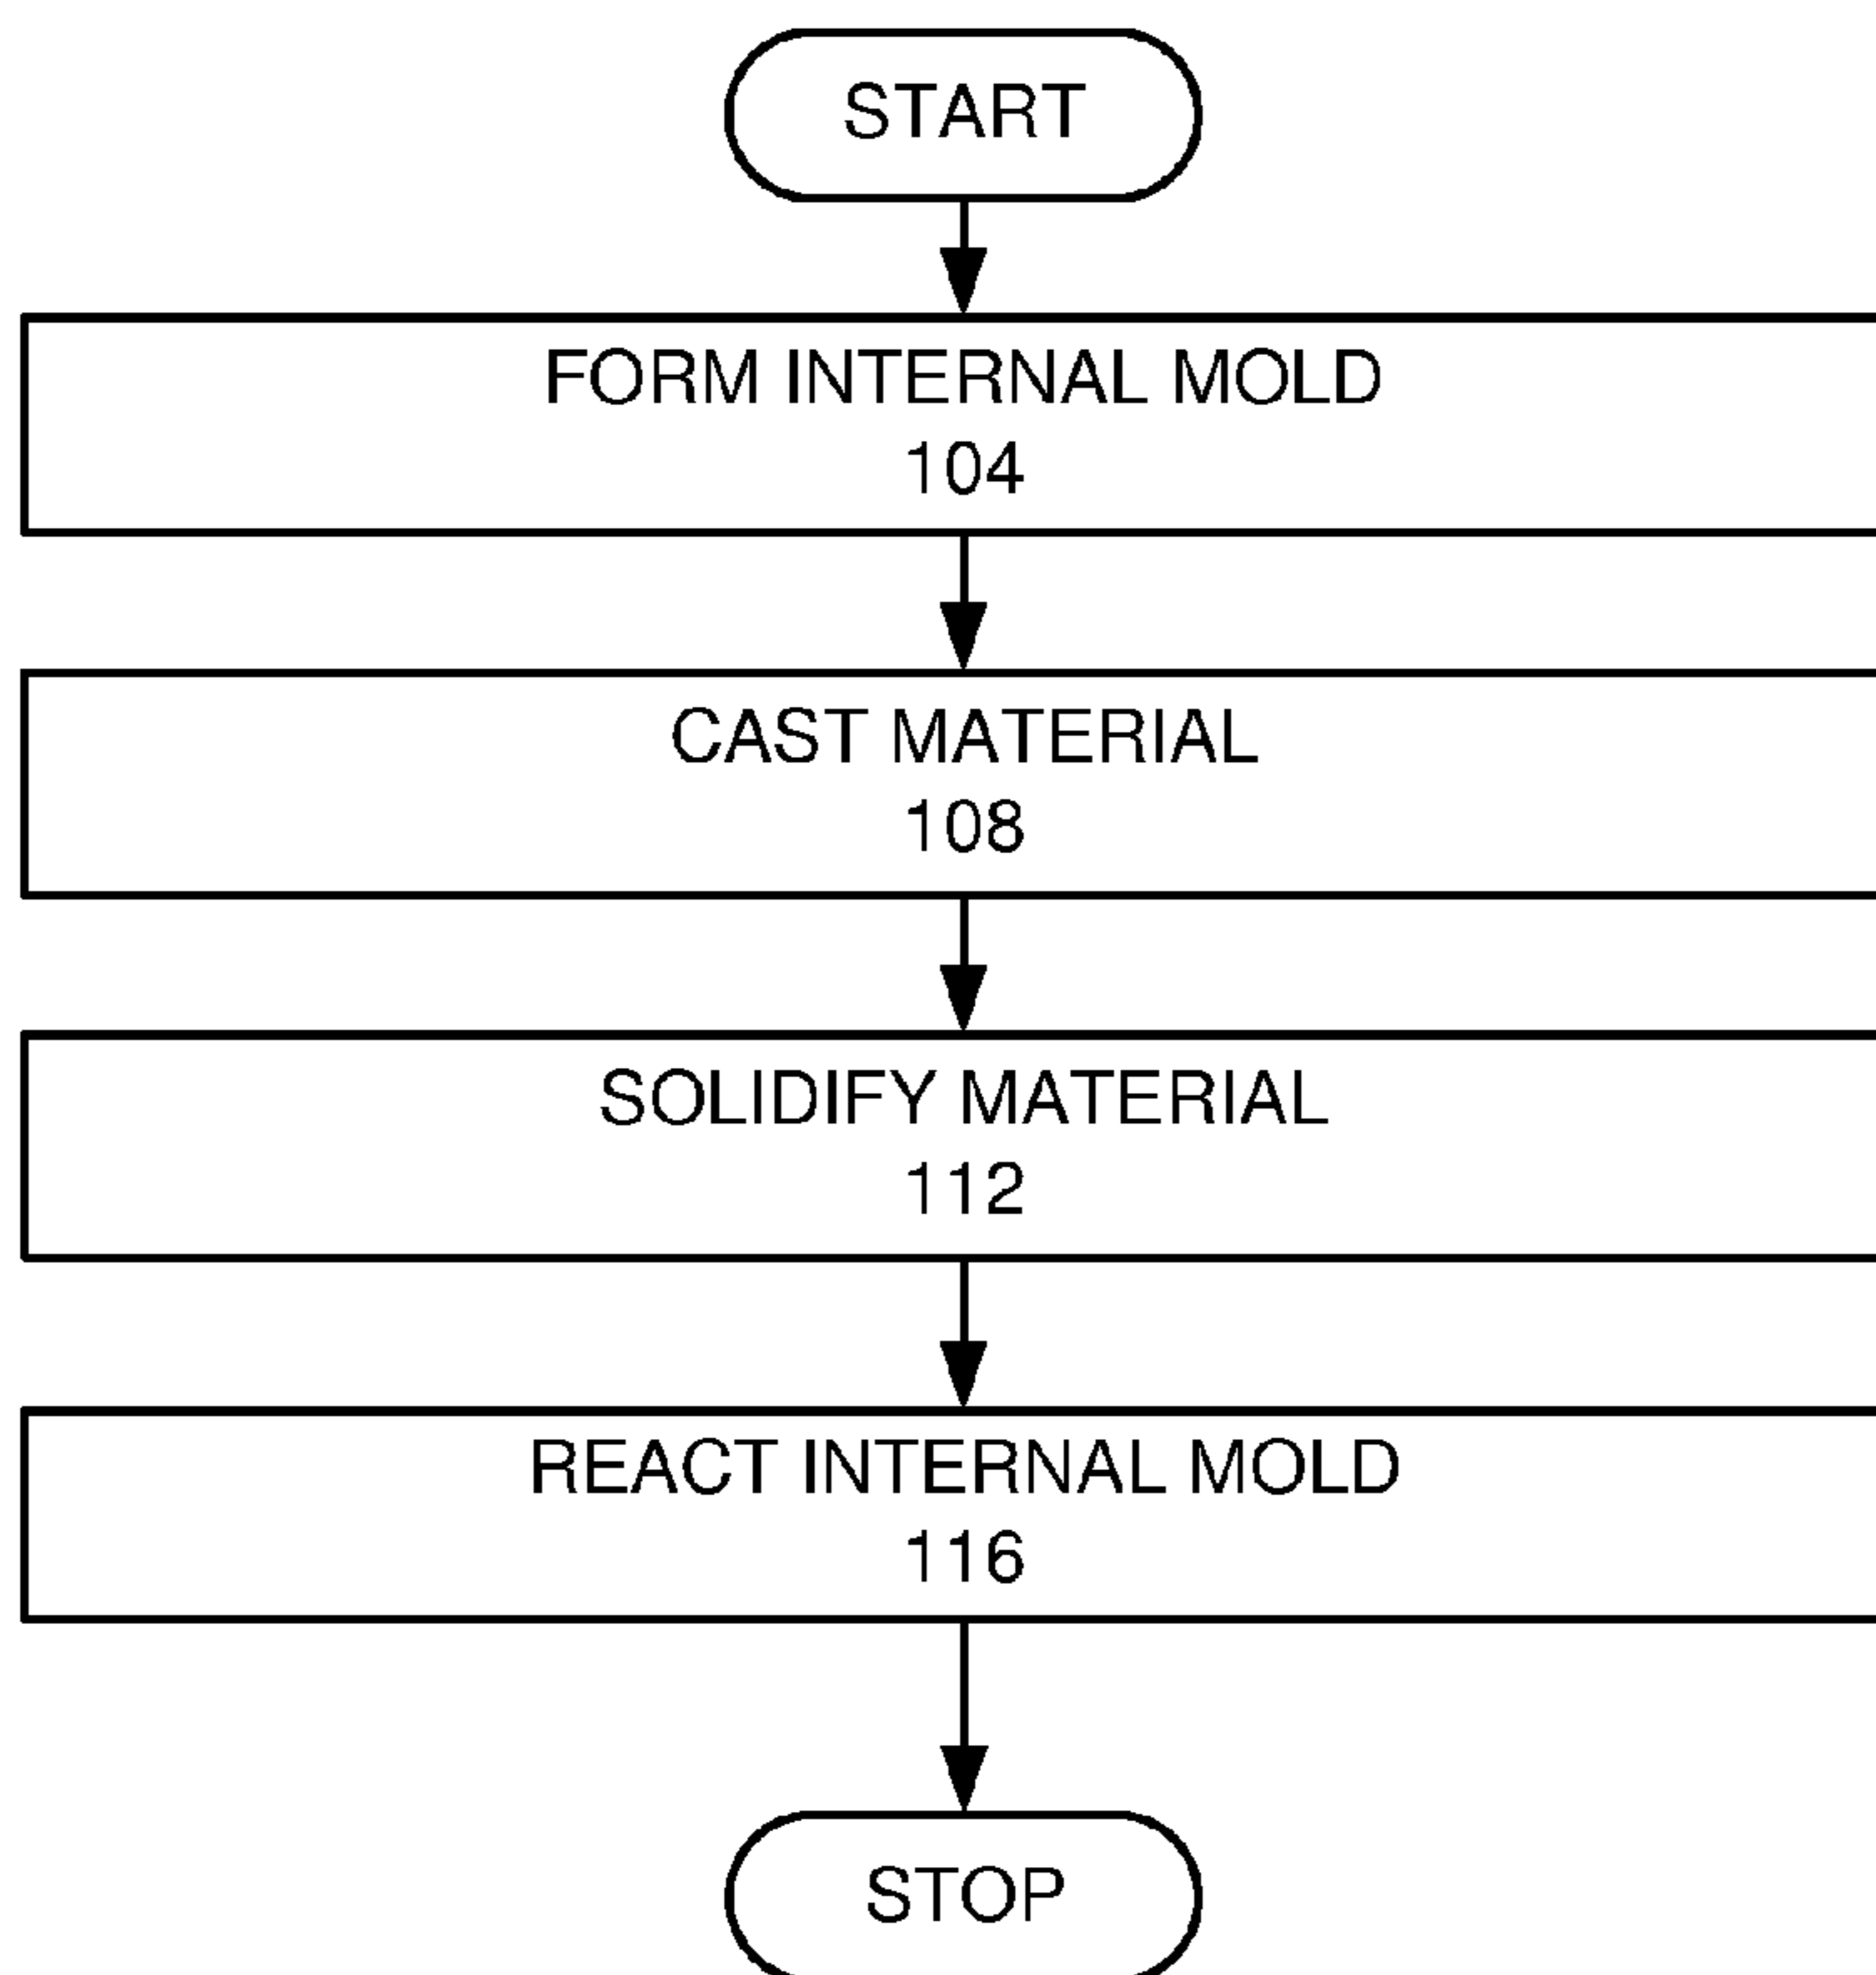 START
FORM INTERNAL MOLD
104
CAST MATERIAL
108
SOLIDIFY MATERIAL
112
REACT INTERNAL MOLD
116
STOP